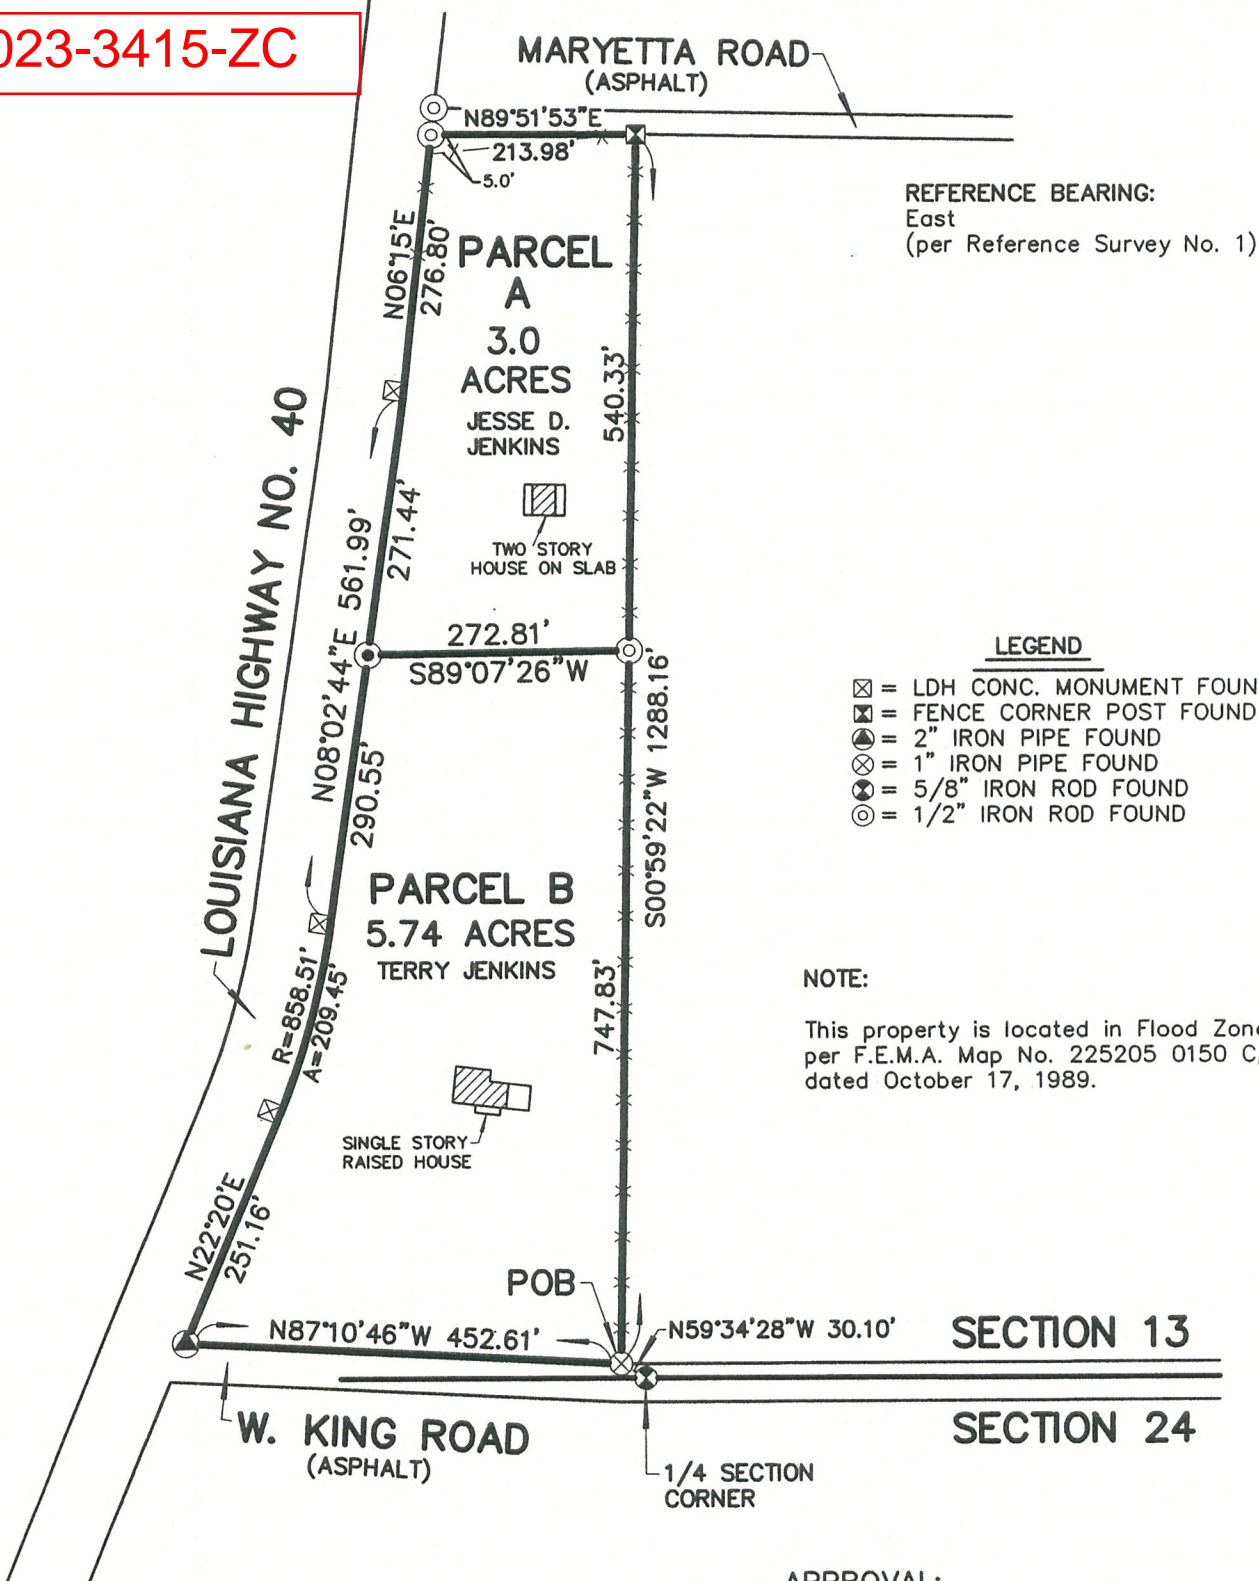 023-3415-ZC
MARYETTA ROAD
(ASPHALT)
N89°51'53"E
213.98'
5.0'
REFERENCE BEARING:
East
(per Reference Survey No. 1)
N06°15'E
276.80'
PARCEL
A
3.0
ACRES
JESSE D.
JENKINS
540.33'
LOUISIANA HIGHWAY NO. 40
271.44'
TWO STORY
HOUSE ON SLAB
N08°02'44"E 561.99'
272.81'
S89°07'26"W
LEGEND
= LDH CONC. MONUMENT FOUN
= FENCE CORNER POST FOUND
= 2" IRON PIPE FOUND
= 1" IRON PIPE FOUND
= 5/8" IRON ROD FOUND
= 1/2" IRON ROD FOUND
S00°59'22"W 1288.16'
290.55'
PARCEL B
5.74 ACRES
TERRY JENKINS
747.83'
NOTE:
This property is located in Flood Zone
per F.E.M.A. Map No. 225205 0150 C,
dated October 17, 1989.
R=858.51'
A=209.45'
SINGLE STORY
RAISED HOUSE
N22°20'E
251.16'
POB
N87°10'46"W 452.61'
N59°34'28"W 30.10'
SECTION 13
SECTION 24
W. KING ROAD
(ASPHALT)
1/4 SECTION
CORNER
APPROVAL: